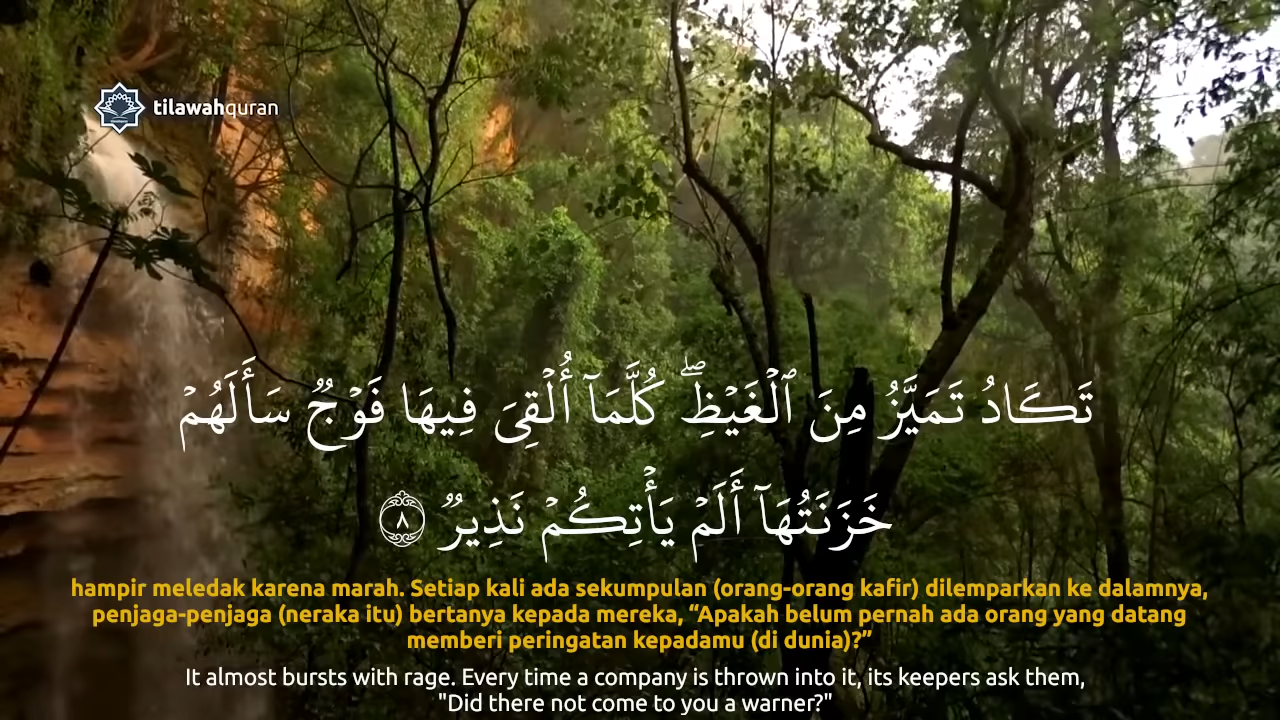 tilawahquran
تَكَادُ تَمَيَّزُ مِنَ ٱلْغَيْظِ ۖ كُلَّمَآ أُلْقِىَ فِيهَا فَوْجٌ سَأَلَهُمْ
خَزَنَتُهَآ أَلَمْ يَأْتِكُمْ نَذِيرٌ ٨
hampir meledak karena marah. Setiap kali ada sekumpulan (orang-orang kafir) dilemparkan ke dalamnya,
penjaga-penjaga (neraka itu) bertanya kepada mereka, “Apakah belum pernah ada orang yang datang
memberi peringatan kepadamu (di dunia)?”
It almost bursts with rage. Every time a company is thrown into it, its keepers ask them,
"Did there not come to you a warner?"